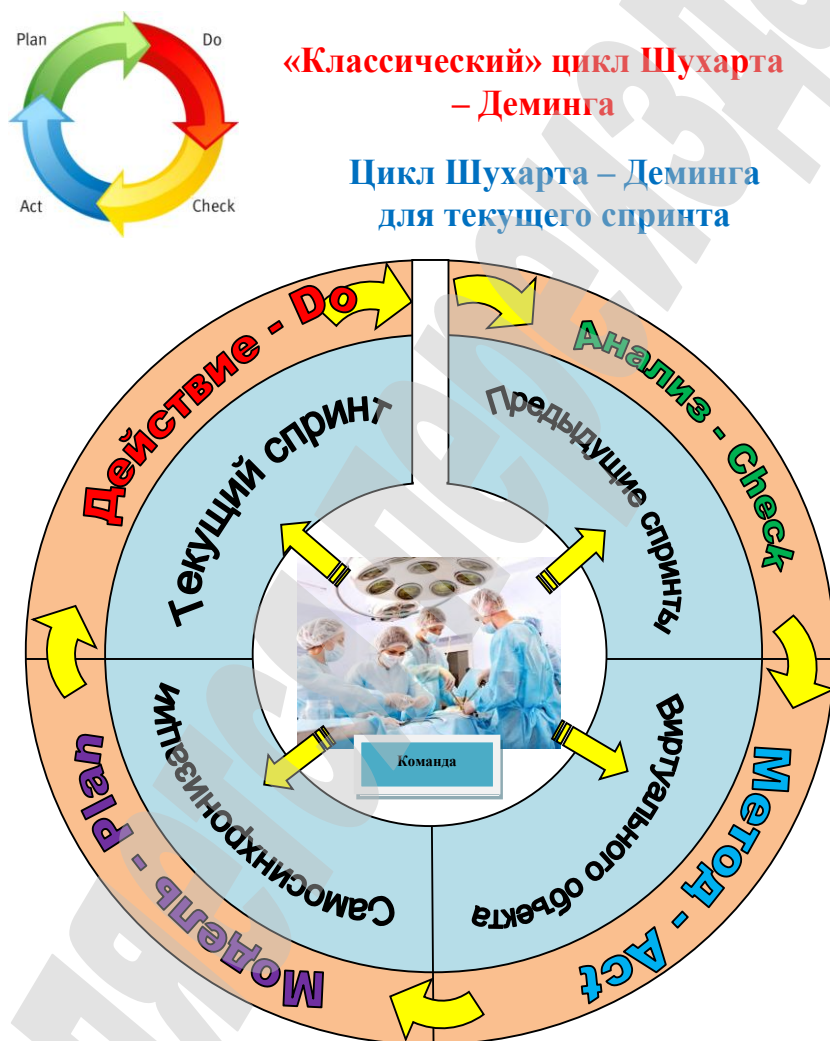 Plan
Do
Act
Check
«Классический» цикл Шухарта
– Деминга
Цикл Шухарта – Деминга
для текущего спринта
Действие - Do
Анализ - Check
Текущий спринт
Предыдущие спринты
Команда
Самосинхронизации
Виртуального объекта
Модель - Plan
Метод - Act